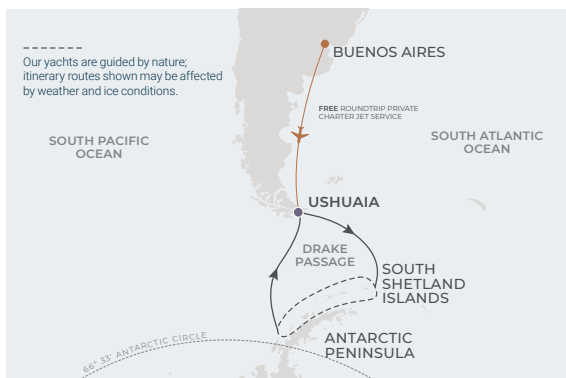 BUENOS AIRES
Our yachts are guided by nature;
itinerary routes shown may be affected
by weather and ice conditions.
FREE ROUNDTRIP PRIVATE
CHARTER JET SERVICE
SOUTH PACIFIC
OCEAN
SOUTH ATLANTIC
OCEAN
USHUAIA
DRAKE
PASSAGE
SOUTH
SHETLAND
ISLANDS
ANTARCTIC
PENINSULA
66° 33' ANTARCTIC CIRCLE